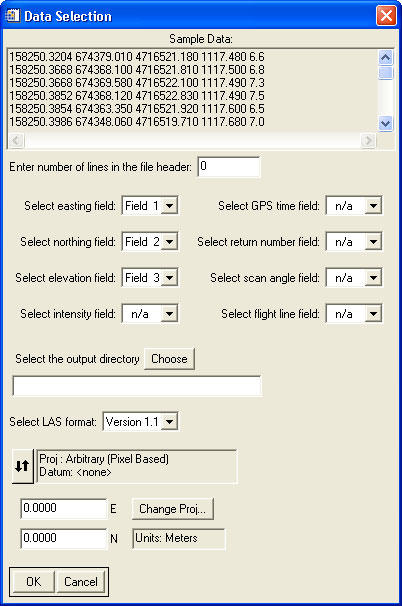 Data Selection
Sample Data:
158250.3204 674379.010 4716521.180 1117.480 6.6
158250.3668 674368.100 4716521.810 1117.500 6.8
158250.3668 674369.580 4716522.100 1117.490 7.3
158250.3852 674368.120 4716522.830 1117.490 7.5
158250.3854 674363.350 4716521.920 1117.600 6.5
158250.3986 674348.060 4716519.710 1117.680 7.0
Enter number of lines in the file header: 0
Select easting field: Field 1 Select GPS time field: n/a
Select northing field: Field 2 Select return number field: n/a
Select elevation field: Field 3 Select scan angle field: n/a
Select intensity field: n/a Select flight line field: n/a
Select the output directory Choose
Select LAS format: Version 1.1
Proj : Arbitrary (Pixel Based)
Datum: <none>
0.0000 E Change Proj...
0.0000 N Units: Meters
OK Cancel